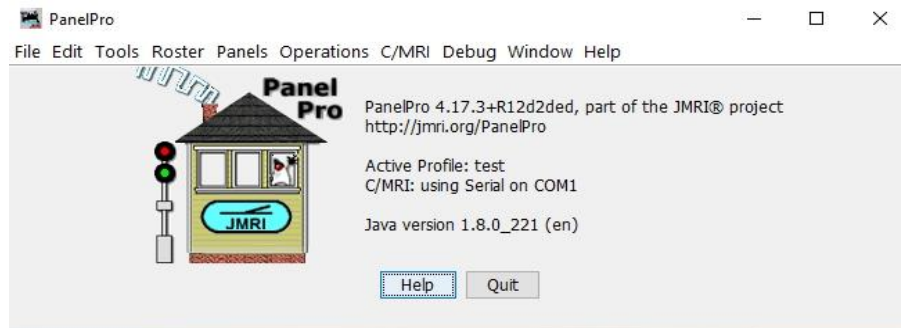 PanelPro
File Edit Tools Roster Panels Operations C/MRI Debug Window Help
Panel
Pro
JMRI
PanelPro 4.17.3+R12d2ded, part of the JMRI® project
http://jmri.org/PanelPro
Active Profile: test
C/MRI: using Serial on COM1
Java version 1.8.0_221 (en)
Help Quit